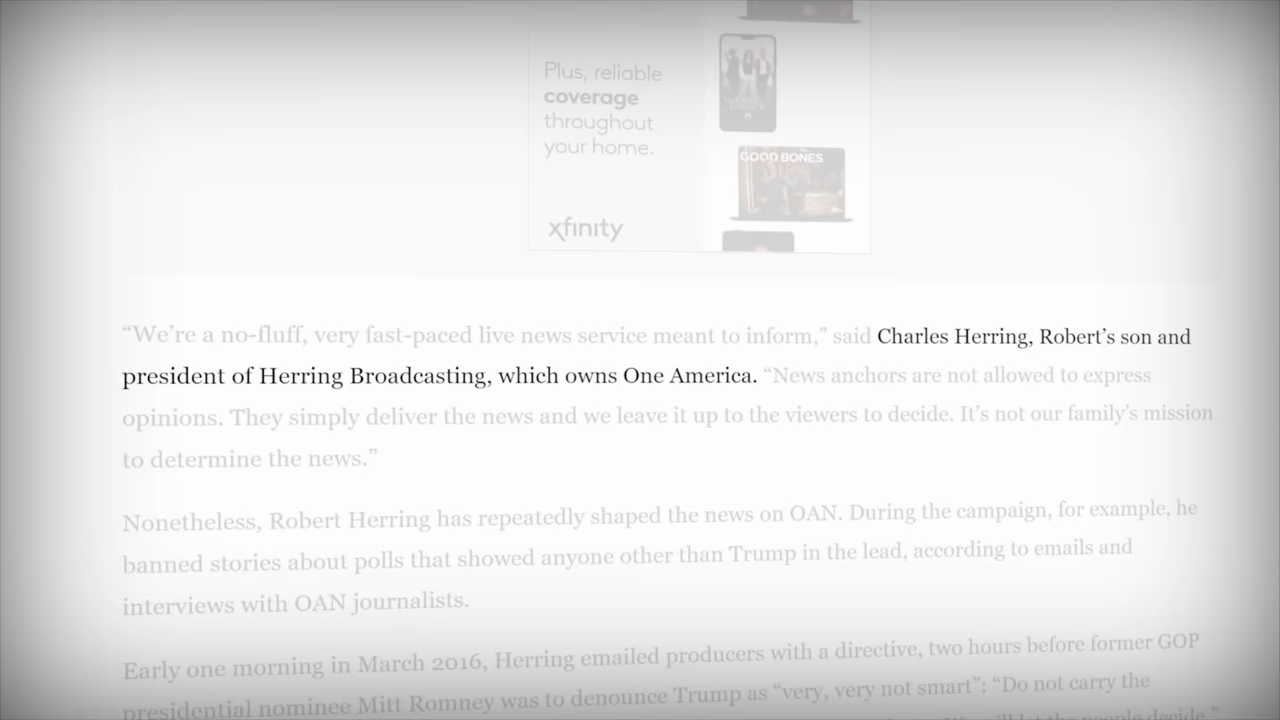 Plus, reliable
coverage
throughout
your home.
GOOD BONES
xfinity
“We’re a no-fluff, very fast-paced live news service meant to inform,” said Charles Herring, Robert’s son and
president of Herring Broadcasting, which owns One America. “News anchors are not allowed to express
opinions. They simply deliver the news and we leave it up to the viewers to decide. It’s not our family’s mission
to determine the news.”
Nonetheless, Robert Herring has repeatedly shaped the news on OAN. During the campaign, for example, he
banned stories about polls that showed anyone other than Trump in the lead, according to emails and
interviews with OAN journalists.
Early one morning in March 2016, Herring emailed producers with a directive, two hours before former GOP
presidential nominee Mitt Romney was to denounce Trump as “very, very not smart”: “Do not carry the
people decide.”